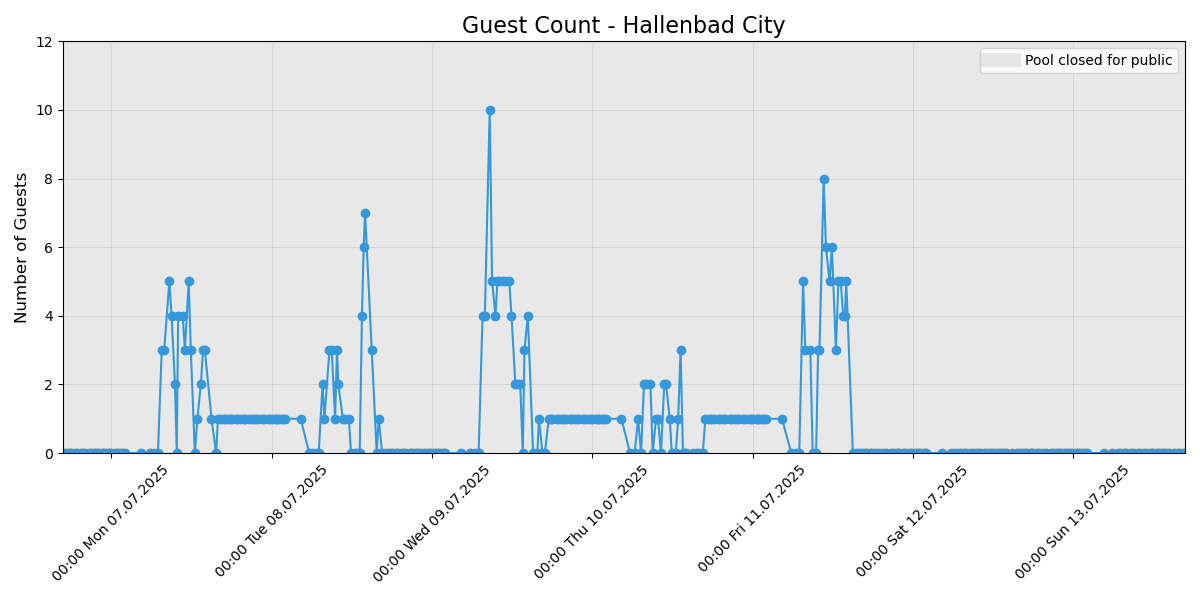 Guest Count - Hallenbad City
Pool closed for public
Number of Guests
12
10
8
6
4
2
0
00:00 Mon 07.07.2025
00:00 Tue 08.07.2025
00:00 Wed 09.07.2025
00:00 Thu 10.07.2025
00:00 Fri 11.07.2025
00:00 Sat 12.07.2025
00:00 Sun 13.07.2025